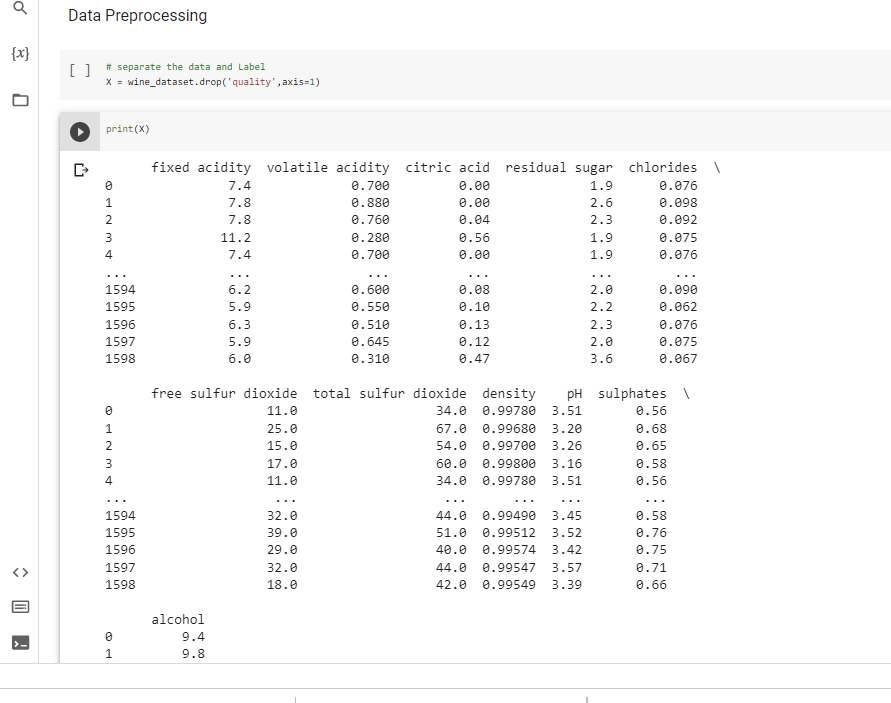 Data Preprocessing
{x}
[ ] # separate the data and Label
X = wine_dataset.drop('quality',axis=1)
print(X)
fixed acidity volatile acidity citric acid residual sugar chlorides \
0 7.4 0.700 0.00 1.9 0.076
1 7.8 0.880 0.00 2.6 0.098
2 7.8 0.760 0.04 2.3 0.092
3 11.2 0.280 0.56 1.9 0.075
4 7.4 0.700 0.00 1.9 0.076
... ... ... ... ... ...
1594 6.2 0.600 0.08 2.0 0.090
1595 5.9 0.550 0.10 2.2 0.062
1596 6.3 0.510 0.13 2.3 0.076
1597 5.9 0.645 0.12 2.0 0.075
1598 6.0 0.310 0.47 3.6 0.067
free sulfur dioxide total sulfur dioxide density pH sulphates \
0 11.0 34.0 0.99780 3.51 0.56
1 25.0 67.0 0.99680 3.20 0.68
2 15.0 54.0 0.99700 3.26 0.65
3 17.0 60.0 0.99800 3.16 0.58
4 11.0 34.0 0.99780 3.51 0.56
... ... ... ... ... ...
1594 32.0 44.0 0.99490 3.45 0.58
1595 39.0 51.0 0.99512 3.52 0.76
1596 29.0 40.0 0.99574 3.42 0.75
1597 32.0 44.0 0.99547 3.57 0.71
1598 18.0 42.0 0.99549 3.39 0.66
alcohol
0 9.4
1 9.8